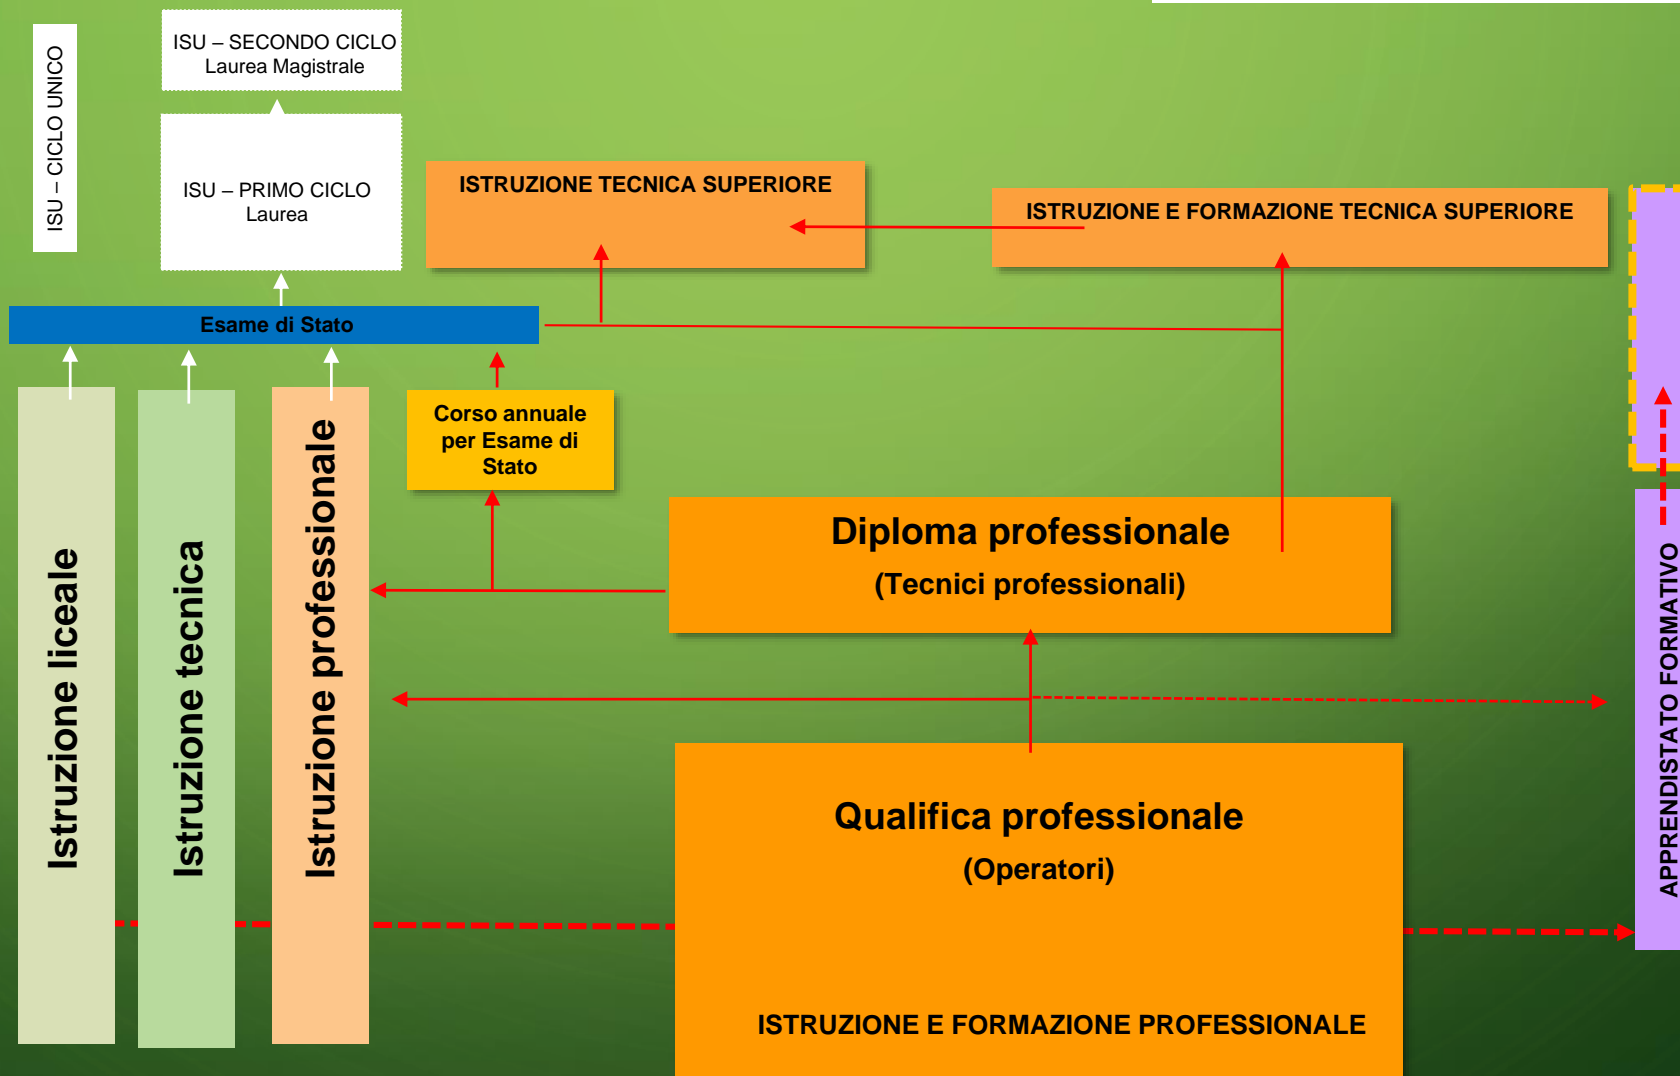 ISU – CICLO UNICO
ISU – SECONDO CICLO
Laurea Magistrale
ISU – PRIMO CICLO
Laurea
ISTRUZIONE TECNICA SUPERIORE
ISTRUZIONE E FORMAZIONE TECNICA SUPERIORE
Esame di Stato
Corso annuale
per Esame di
Stato
Istruzione liceale
Istruzione tecnica
Istruzione professionale
Diploma professionale
(Tecnici professionali)
Qualifica professionale
(Operatori)
ISTRUZIONE E FORMAZIONE PROFESSIONALE
APPRENDISTATO FORMATIVO